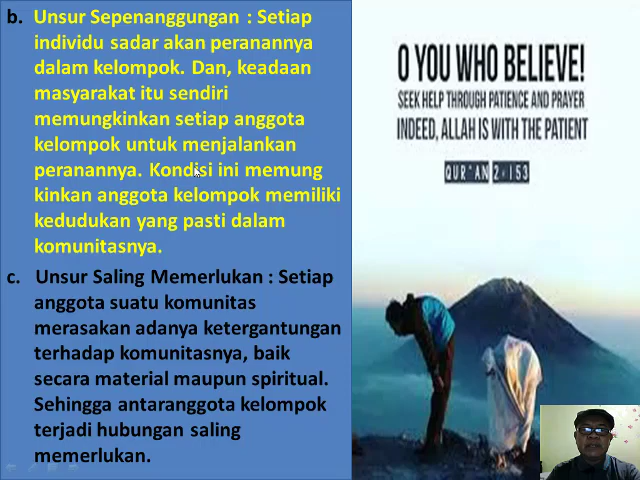 b. Unsur Sepenanggungan : Setiap
individu sadar akan peranannya
dalam kelompok. Dan, keadaan
masyarakat itu sendiri
memungkinkan setiap anggota
kelompok untuk menjalankan
peranannya. Kondisi ini memung
kinkan anggota kelompok memiliki
kedudukan yang pasti dalam
komunitasnya.
c. Unsur Saling Memerlukan : Setiap
anggota suatu komunitas
merasakan adanya ketergantungan
terhadap komunitasnya, baik
secara material maupun spiritual.
Sehingga antaranggota kelompok
terjadi hubungan saling
memerlukan.
O YOU WHO BELIEVE!
SEEK HELP THROUGH PATIENCE AND PRAYER
INDEED, ALLAH IS WITH THE PATIENT
QUR'AN 2:153